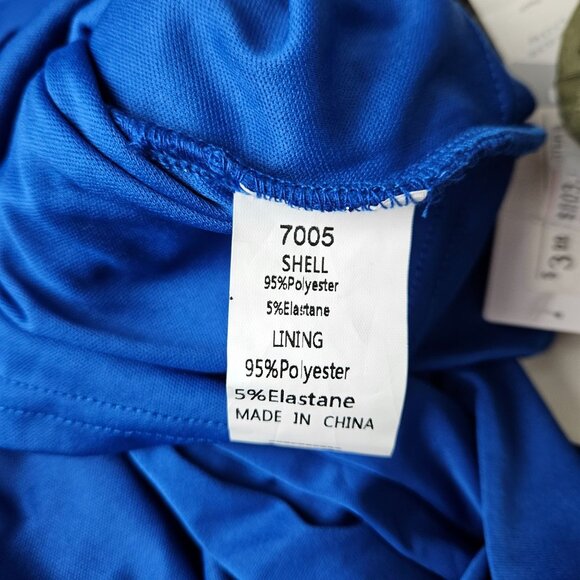 7005
SHELL
95%Polyester
5%Elastane
LINING
95%Polyester
5%Elastane
MADE IN CHINA